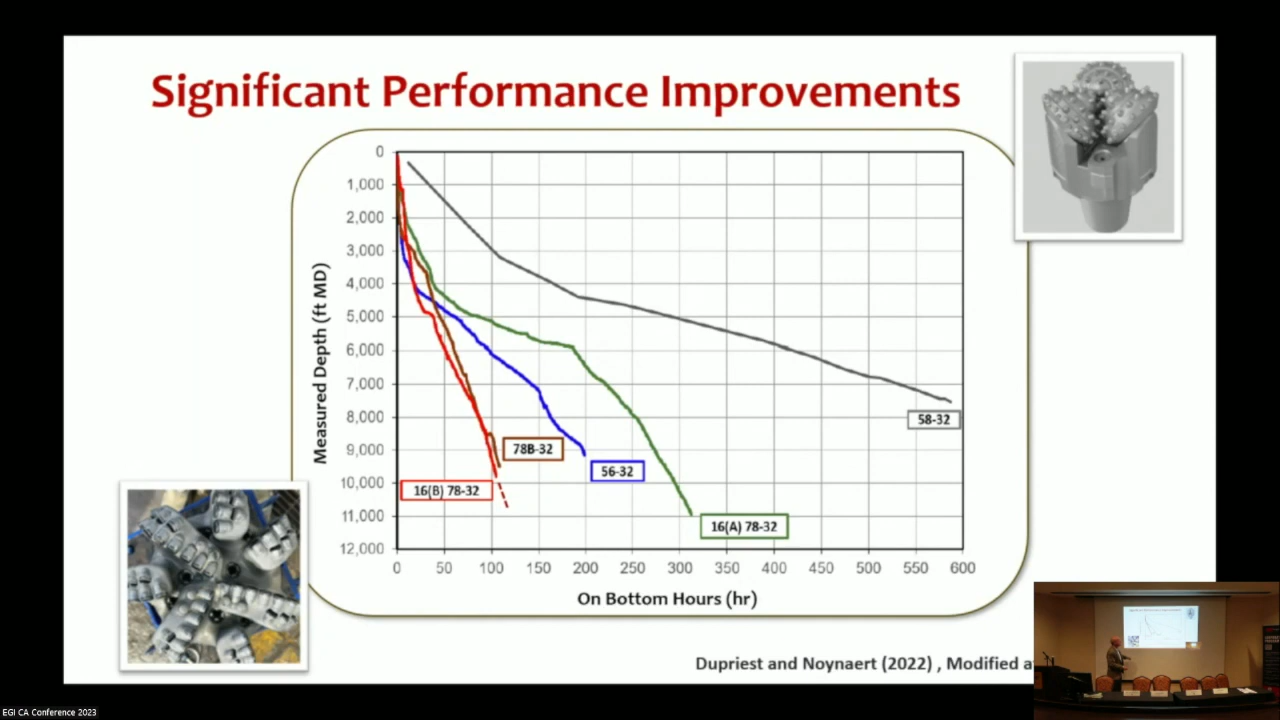 Significant Performance Improvements
0
1,000
2,000
3,000
4,000
5,000
6,000
7,000
8,000
9,000
10,000
11,000
12,000
Measured Depth (ft MD)
58-32
78B-32
56-32
16(B) 78-32
16(A) 78-32
0 50 100 150 200 250 300 350 400 450 500 550 600
On Bottom Hours (hr)
Dupriest and Noynaert (2022) , Modified
EGI CA Conference 2023